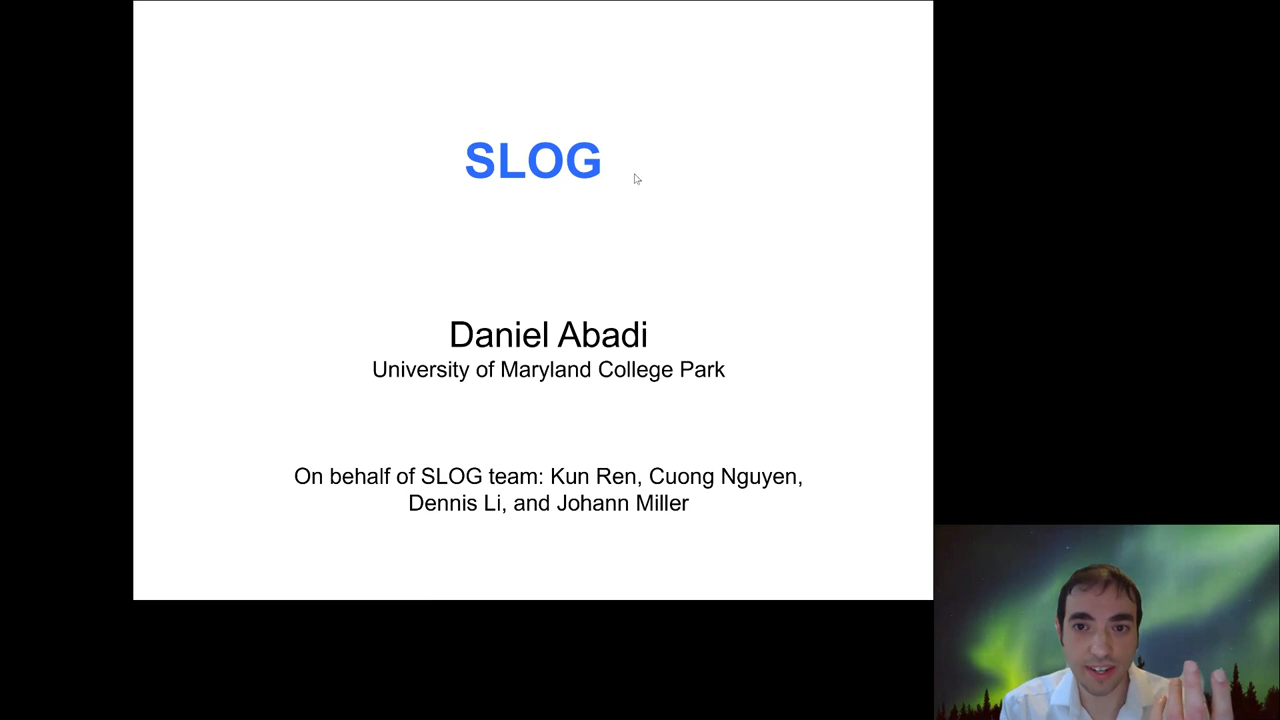 SLOG
Daniel Abadi
University of Maryland College Park
On behalf of SLOG team: Kun Ren, Cuong Nguyen,
Dennis Li, and Johann Miller